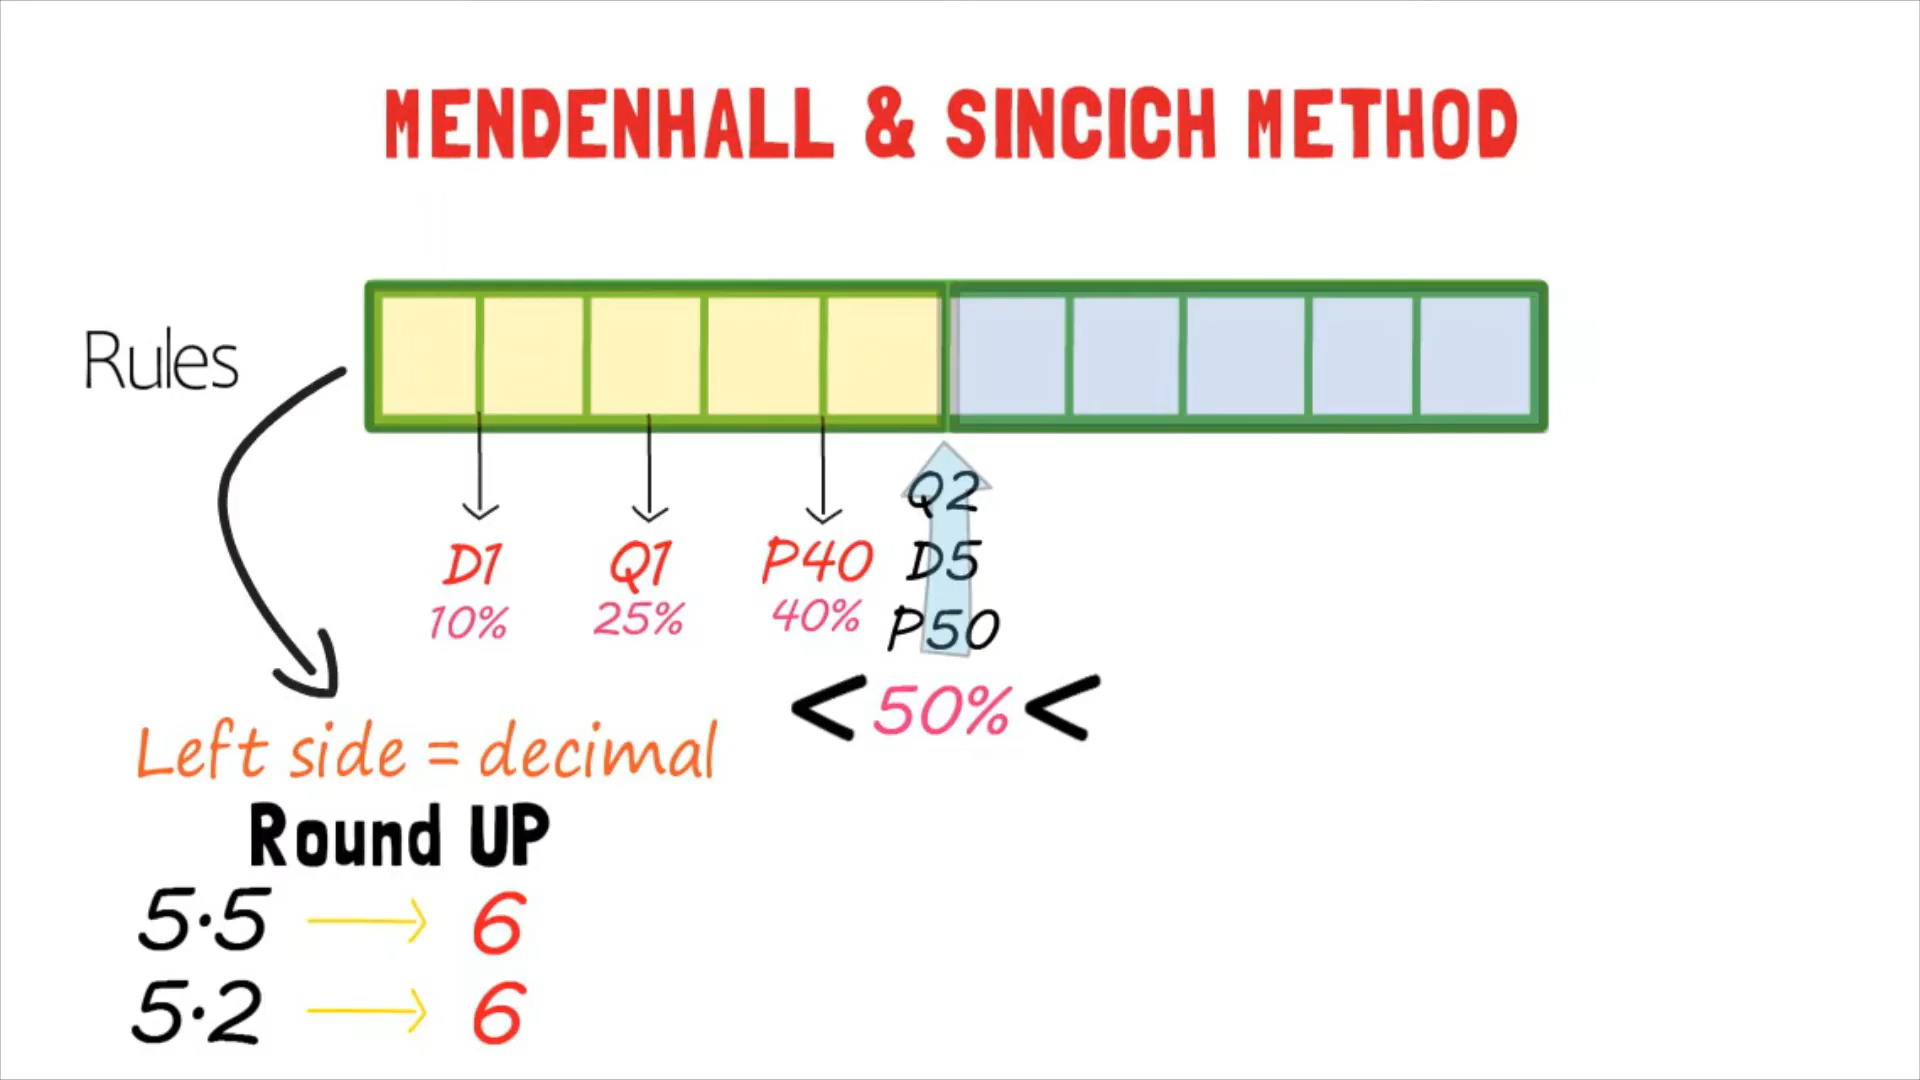 MENDENHALL & SINCICH METHOD
Rules
Q2
D1 Q1 P40 D5
10% 25% 40% P50
<50%<
Left side = decimal
Round UP
5.5 → 6
5.2 → 6